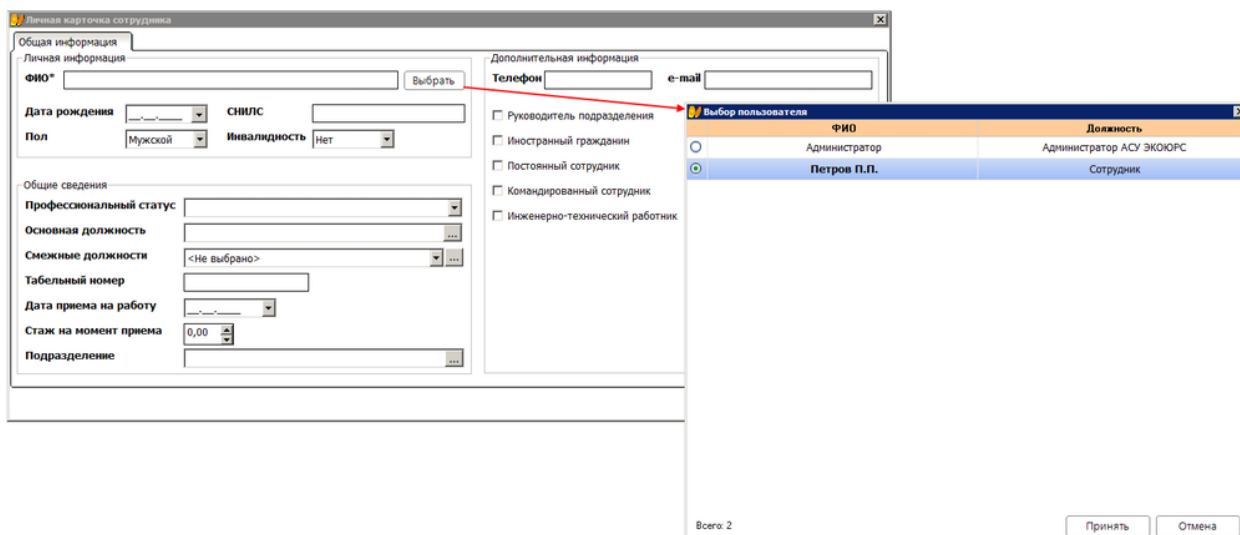 Личная карточка сотрудника
Общая информация
Личная информация
ФИО*
Выбрать
Дата рождения __.__.____ СНИЛС
Пол Мужской Инвалидность Нет
Общие сведения
Профессиональный статус
Основная должность ...
Смежные должности <Не выбрано> ...
Табельный номер
Дата приема на работу __.__.____
Стаж на момент приема 0,00
Подразделение ...
Дополнительная информация
Телефон e-mail
Руководитель подразделения
Иностранный гражданин
Постоянный сотрудник
Командированный сотрудник
Инженерно-технический работник
Выбор пользователя
ФИО Должность
Администратор Администратор АСУ ЭКОЮРС
Петров П.П. Сотрудник
Всего: 2
Принять Отмена